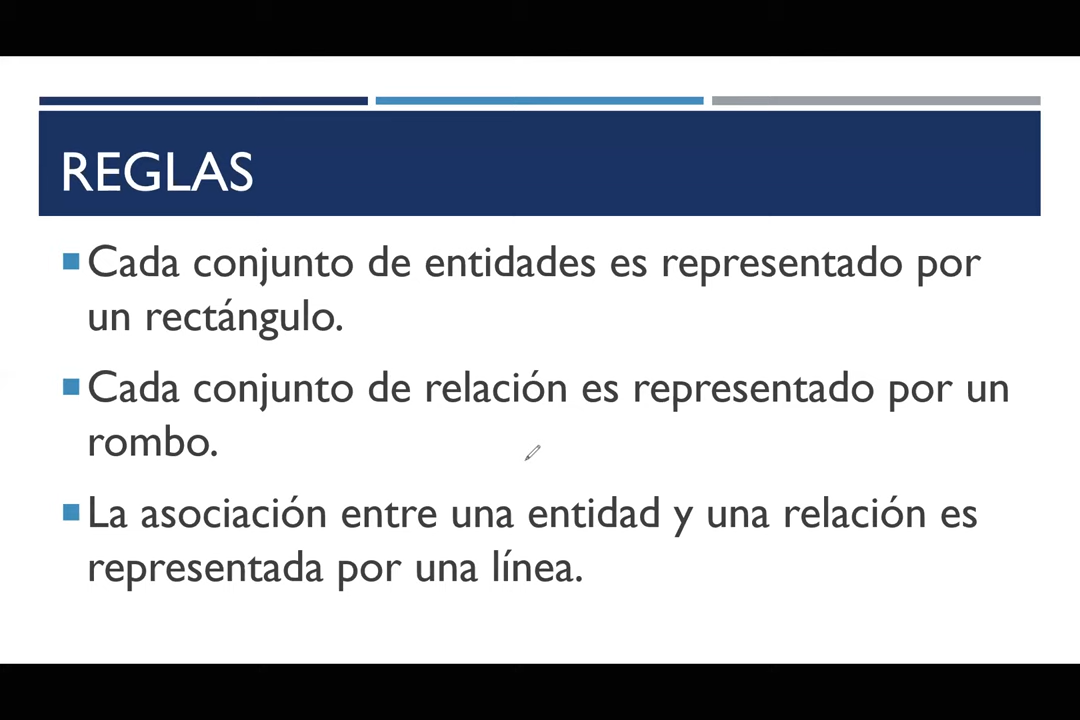 REGLAS
Cada conjunto de entidades es representado por
un rectángulo.
Cada conjunto de relación es representado por un
rombo.
La asociación entre una entidad y una relación es
representada por una línea.